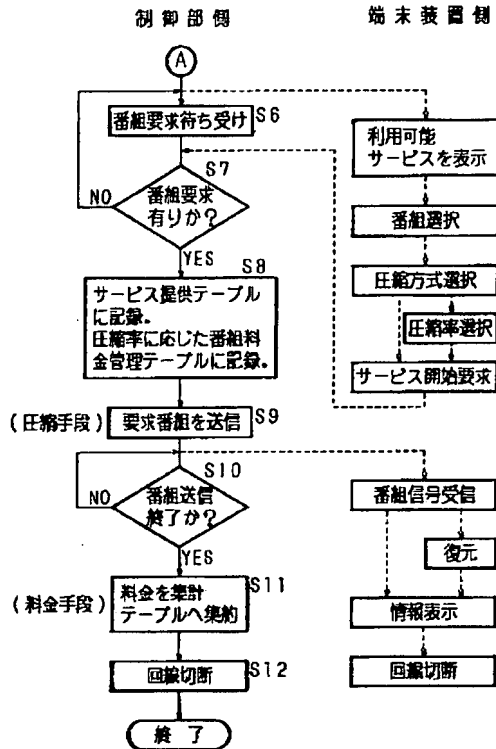 制御部側
端末装置側
A
番組要求待ち受け
S6
利用可能
サービスを表示
S7
番組要求
有りか？
NO
YES
番組選択
S8
サービス提供テーブル
に記録。
圧縮率に応じた番組料
金管理テーブルに記録。
圧縮方式選択
圧縮率選択
サービス開始要求
(圧縮手段)
要求番組を送信
S9
S10
番組送信
終了か？
NO
YES
番組信号受信
復元
(料金手段)
料金を集計
テーブルへ集約
S11
情報表示
回線切断
S12
回線切断
終了